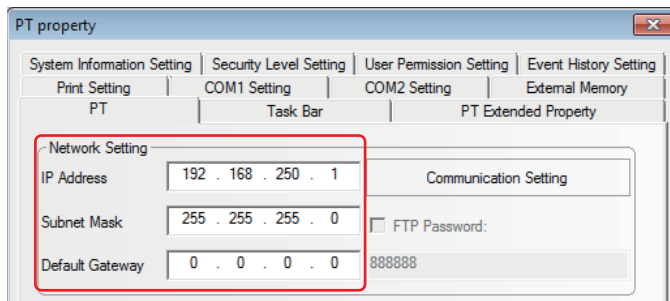 PT property
System Information Setting Security Level Setting User Permission Setting Event History Setting
Print Setting COM1 Setting COM2 Setting External Memory
PT Task Bar PT Extended Property
Network Setting
IP Address 192 . 168 . 250 . 1 Communication Setting
Subnet Mask 255 . 255 . 255 . 0 FTP Password:
Default Gateway 0 . 0 . 0 . 0 888888